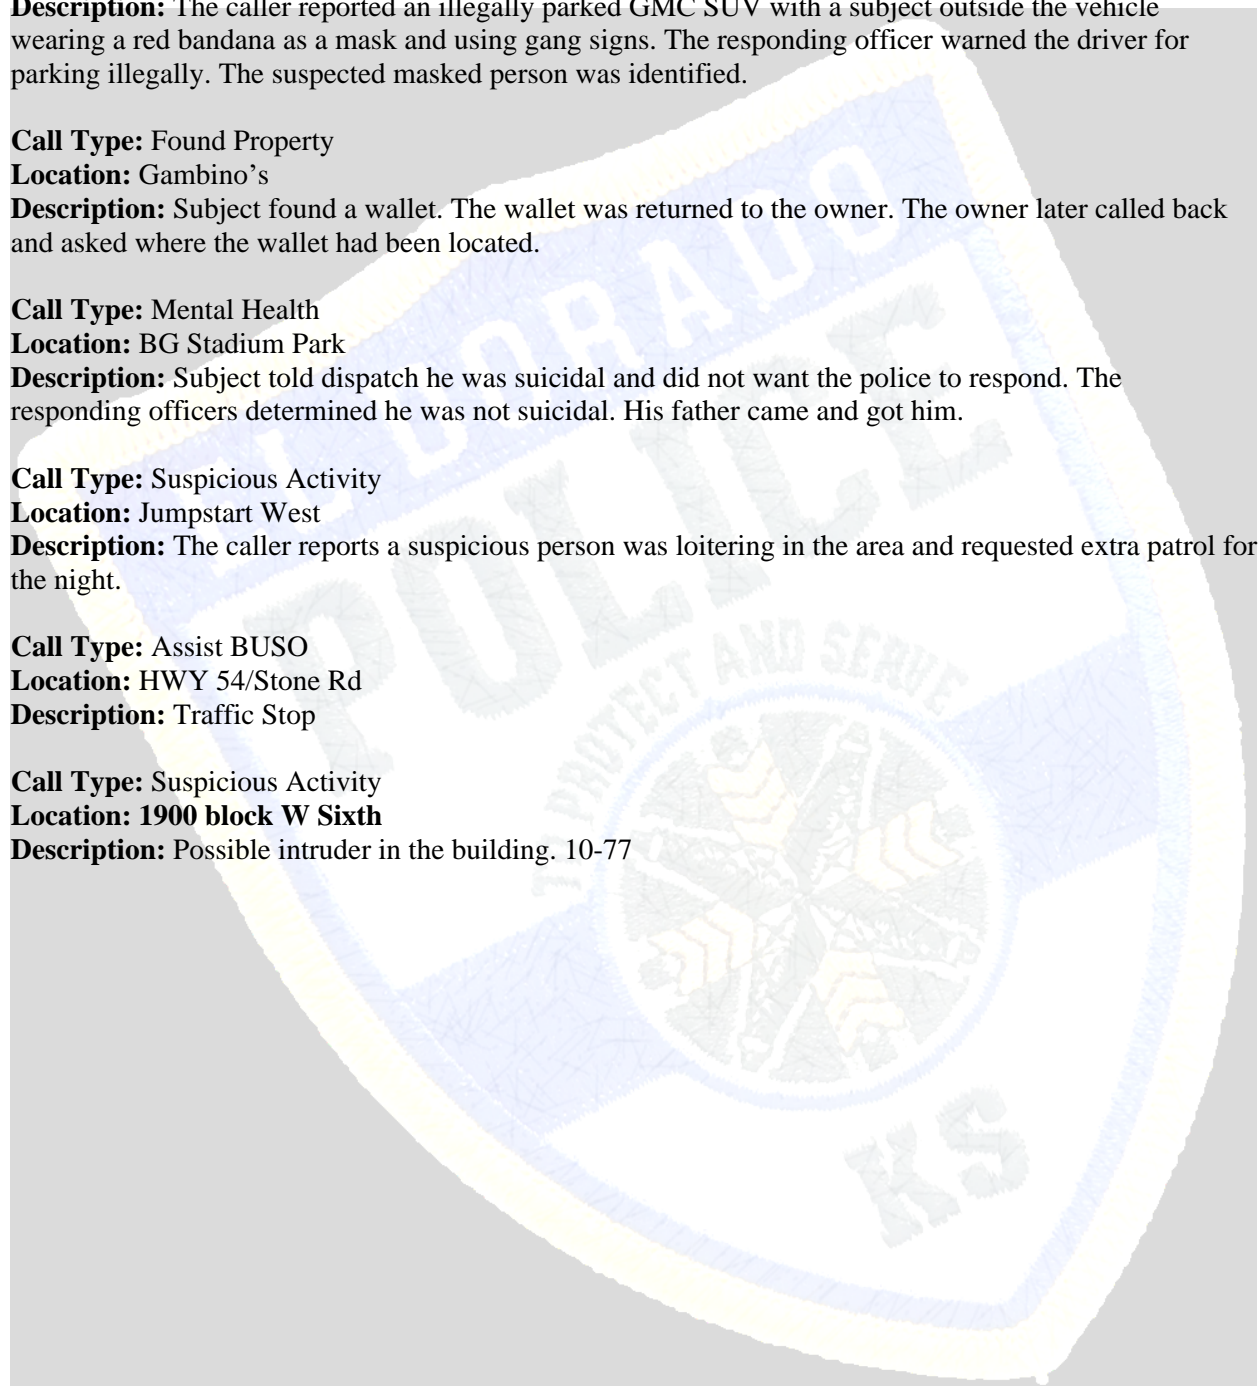 Description: The caller reported an illegally parked GMC SUV with a subject outside the vehicle
wearing a red bandana as a mask and using gang signs. The responding officer warned the driver for
parking illegally. The suspected masked person was identified.
Call Type: Found Property
Location: Gambino’s
Description: Subject found a wallet. The wallet was returned to the owner. The owner later called back
and asked where the wallet had been located.
Call Type: Mental Health
Location: BG Stadium Park
Description: Subject told dispatch he was suicidal and did not want the police to respond. The
responding officers determined he was not suicidal. His father came and got him.
Call Type: Suspicious Activity
Location: Jumpstart West
Description: The caller reports a suspicious person was loitering in the area and requested extra patrol for
the night.
Call Type: Assist BUSO
Location: HWY 54/Stone Rd
Description: Traffic Stop
Call Type: Suspicious Activity
Location: 1900 block W Sixth
Description: Possible intruder in the building. 10-77
EL DORADO
POLICE
TO PROTECT AND SERVE
KS